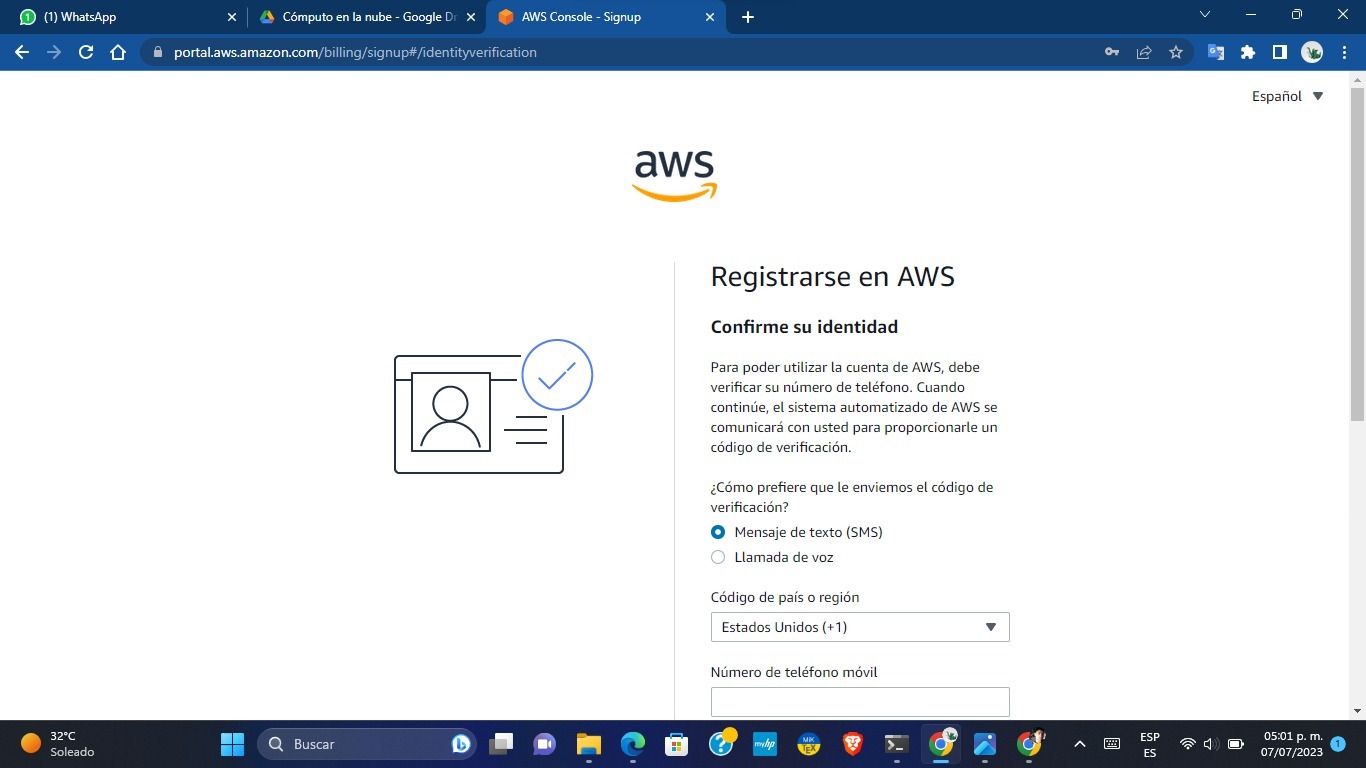 (1) WhatsApp
Cómputo en la nube - Google Dr
AWS Console - Signup
portal.aws.amazon.com/billing/signup#/identityverification
Español
aws
Registrarse en AWS
Confirme su identidad
Para poder utilizar la cuenta de AWS, debe
verificar su número de teléfono. Cuando
continúe, el sistema automatizado de AWS se
comunicará con usted para proporcionarle un
código de verificación.
¿Cómo prefiere que le enviemos el código de
verificación?
Mensaje de texto (SMS)
Llamada de voz
Código de país o región
Estados Unidos (+1)
Número de teléfono móvil
32°C
Soleado
Buscar
myhp
MiKTeX
ESP
ES
05:01 p. m.
07/07/2023
1